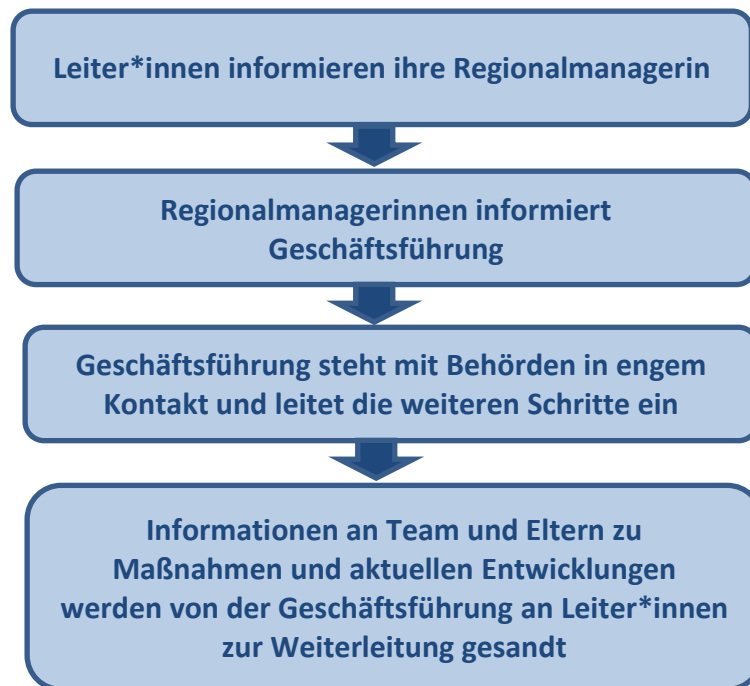 Leiter*innen informieren ihre Regionalmanagerin
Regionalmanagerinnen informiert
Geschäftsführung
Geschäftsführung steht mit Behörden in engem
Kontakt und leitet die weiteren Schritte ein
Informationen an Team und Eltern zu
Maßnahmen und aktuellen Entwicklungen
werden von der Geschäftsführung an Leiter*innen
zur Weiterleitung gesandt